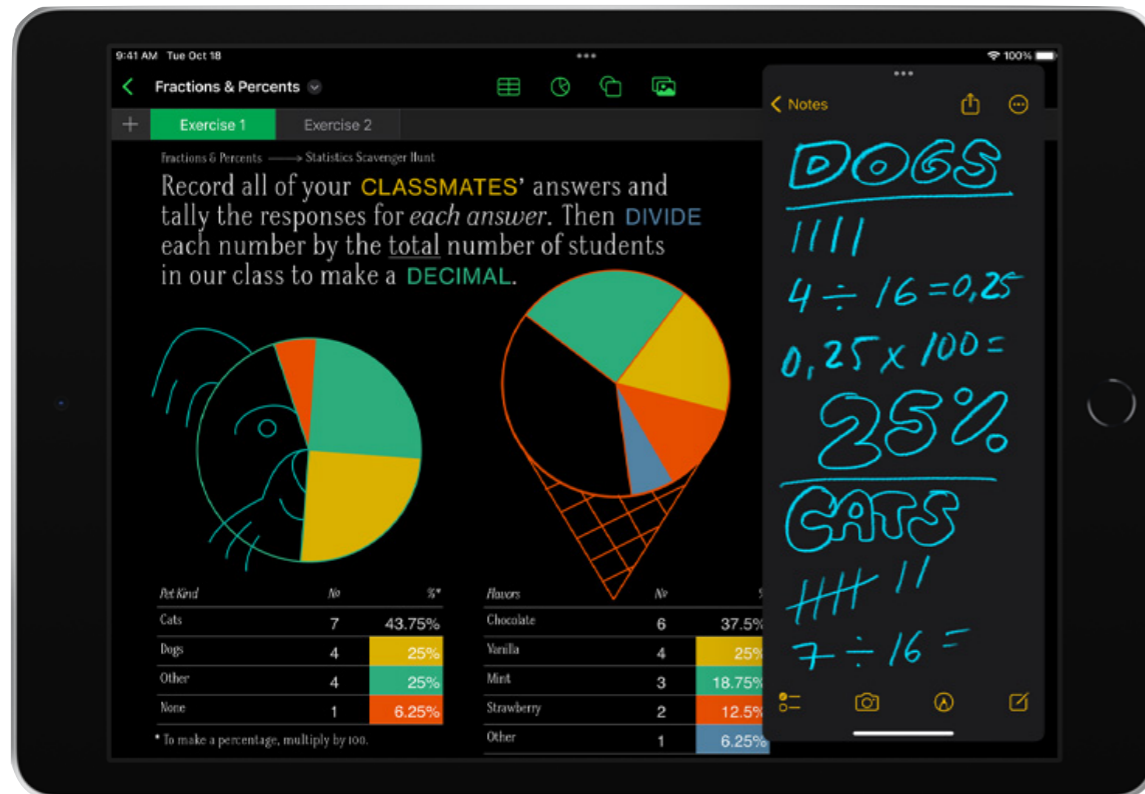 9:41 AM Tue Oct 18
100%
Fractions & Percents
Exercise 1 Exercise 2
Fractions & Percents → Statistics Scavenger Hunt
Record all of your CLASSMATES' answers and
tally the responses for each answer. Then DIVIDE
each number by the total number of students
in our class to make a DECIMAL.
Pet Kind № %*
Cats 7 43.75%
Dogs 4 25%
Other 4 25%
None 1 6.25%
* To make a percentage, multiply by 100.
Flavors № %
Chocolate 6 37.5%
Vanilla 4 25%
Mint 3 18.75%
Strawberry 2 12.5%
Other 1 6.25%
Notes
DOGS
4 ÷ 16 = 0,25
0,25 x 100 =
25%
CATS
7 ÷ 16 =